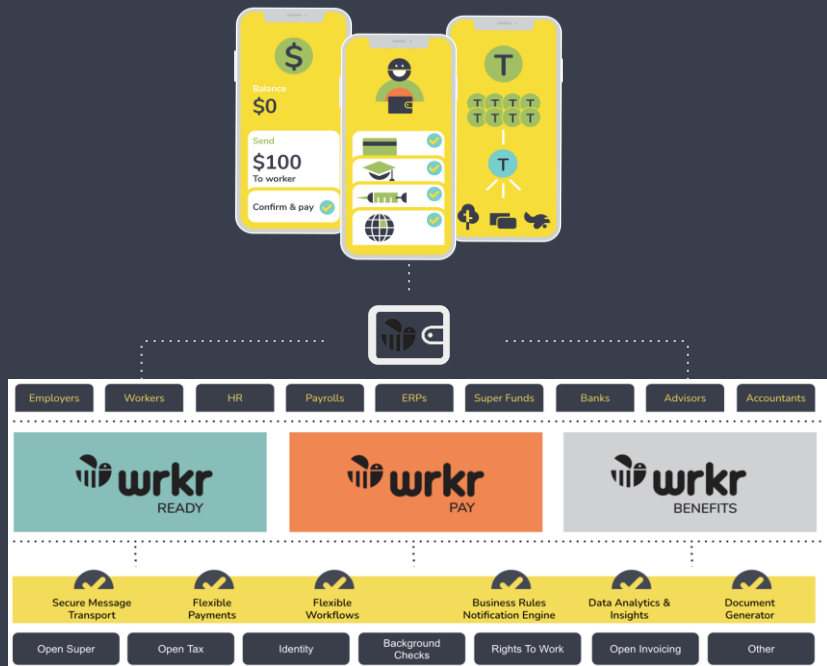 $
Balance
$0
Send
$100
To worker
Confirm & pay
T
T T T T
T T T T
T
Employers
Workers
HR
Payrolls
ERPs
Super Funds
Banks
Advisors
Accountants
wrkr
READY
wrkr
PAY
wrkr
BENEFITS
Secure Message
Transport
Flexible
Payments
Flexible
Workflows
Business Rules
Notification Engine
Data Analytics &
Insights
Document
Generator
Open Super
Open Tax
Identity
Background
Checks
Rights To Work
Open Invoicing
Other